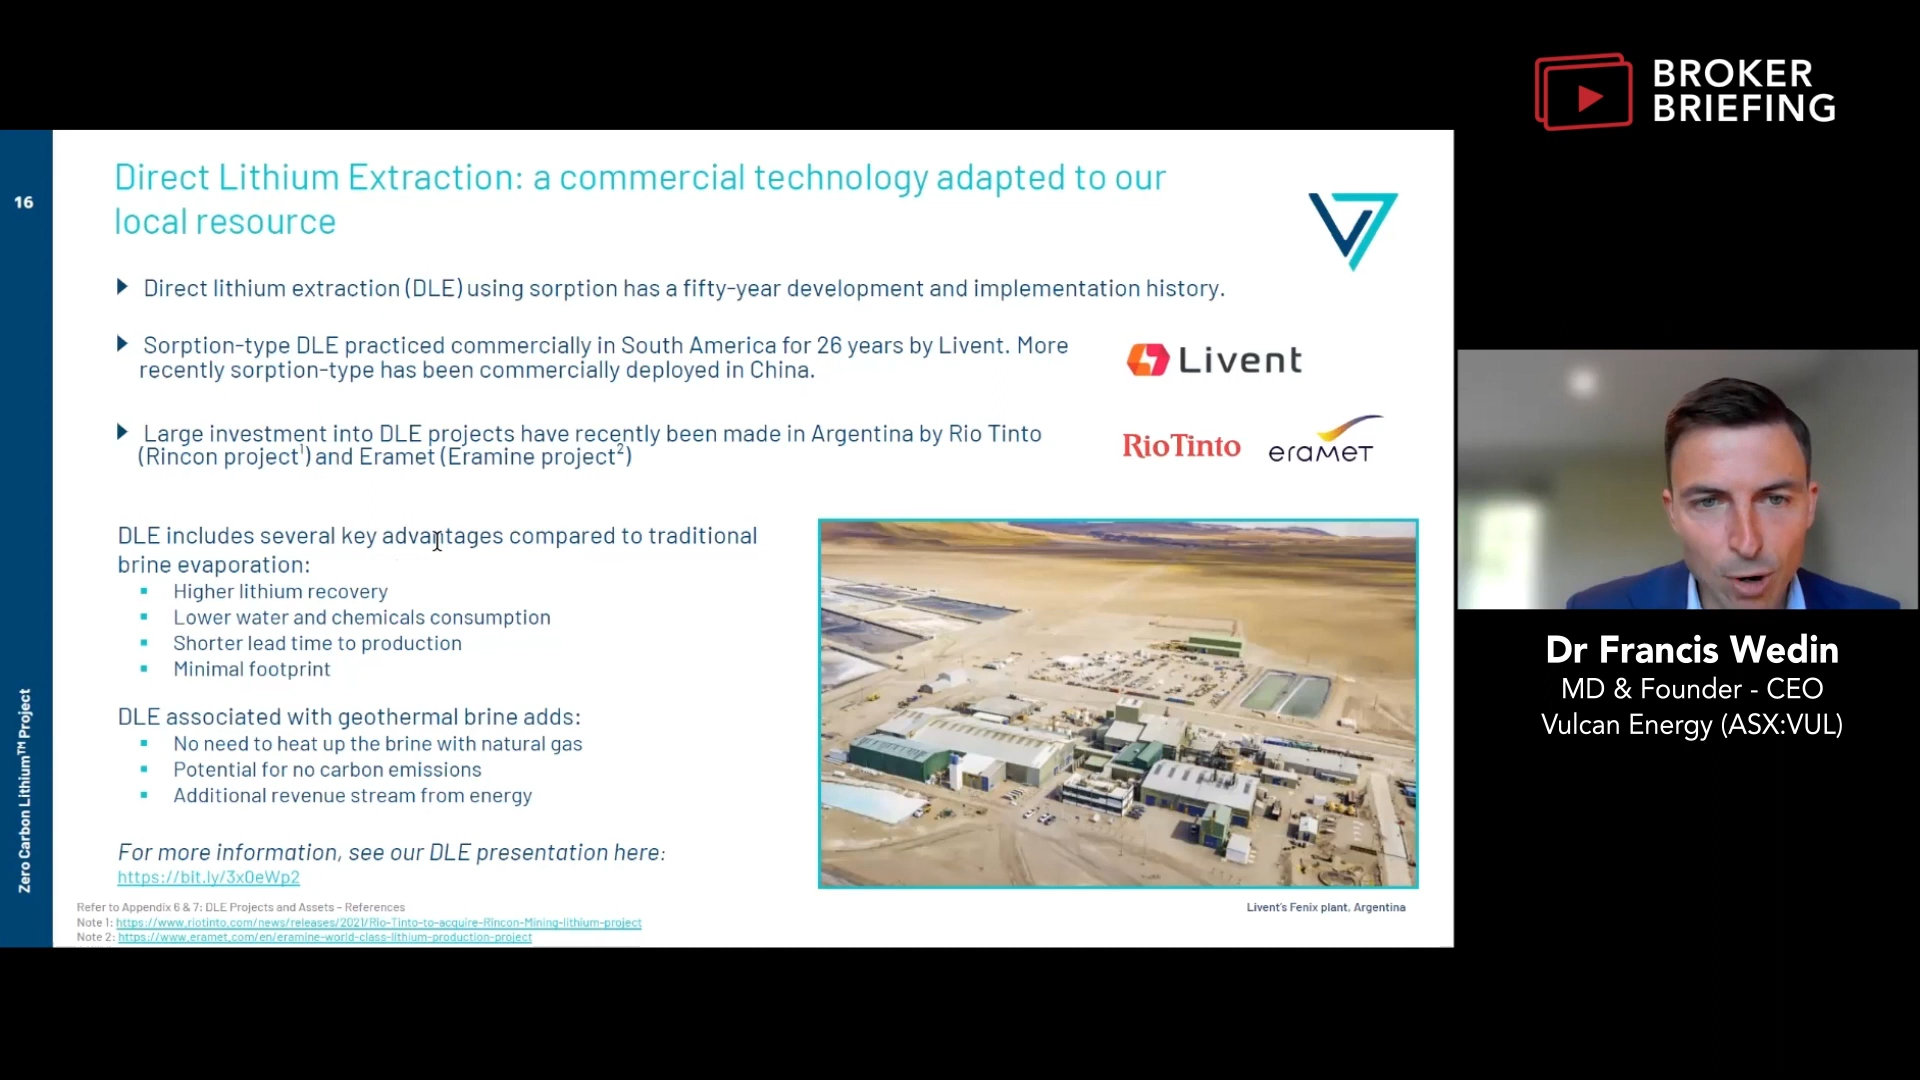 BROKER
BRIEFING
16
Direct Lithium Extraction: a commercial technology adapted to our
local resource
Direct lithium extraction (DLE) using sorption has a fifty-year development and implementation history.
Sorption-type DLE practiced commercially in South America for 26 years by Livent. More
recently sorption-type has been commercially deployed in China.
Livent
Large investment into DLE projects have recently been made in Argentina by Rio Tinto
(Rincon project¹) and Eramet (Eramine project²)
RioTinto
eramet
DLE includes several key advantages compared to traditional
brine evaporation:
Higher lithium recovery
Lower water and chemicals consumption
Shorter lead time to production
Minimal footprint
DLE associated with geothermal brine adds:
No need to heat up the brine with natural gas
Potential for no carbon emissions
Additional revenue stream from energy
For more information, see our DLE presentation here:
https://bit.ly/3x0eWp2
Refer to Appendix 6 & 7: DLE Projects and Assets – References
Note 1: https://www.riotinto.com/news/releases/2021/Rio-Tinto-to-acquire-Rincon-Mining-lithium-project
Note 2: https://www.eramet.com/en/eramine-world-class-lithium-production-project
Livent's Fenix plant, Argentina
Zero Carbon Lithium™ Project
Dr Francis Wedin
MD & Founder - CEO
Vulcan Energy (ASX:VUL)